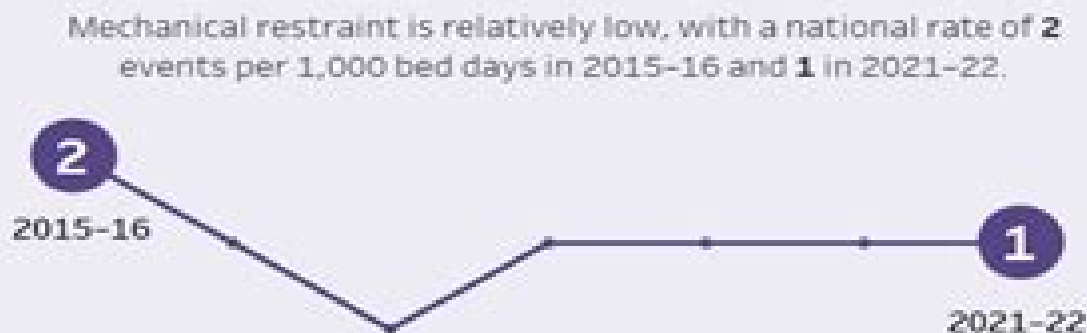 Mechanical restraint is relatively low, with a national rate of 2
events per 1,000 bed days in 2015–16 and 1 in 2021–22.
2
2015–16
1
2021–22